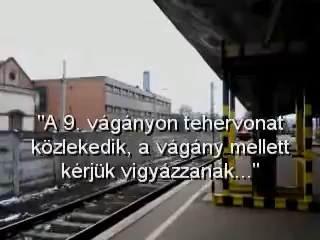 "A 9. vágányon tehervonat
közlekedik, a vágány mellett
kérjük vigyázzanak..."